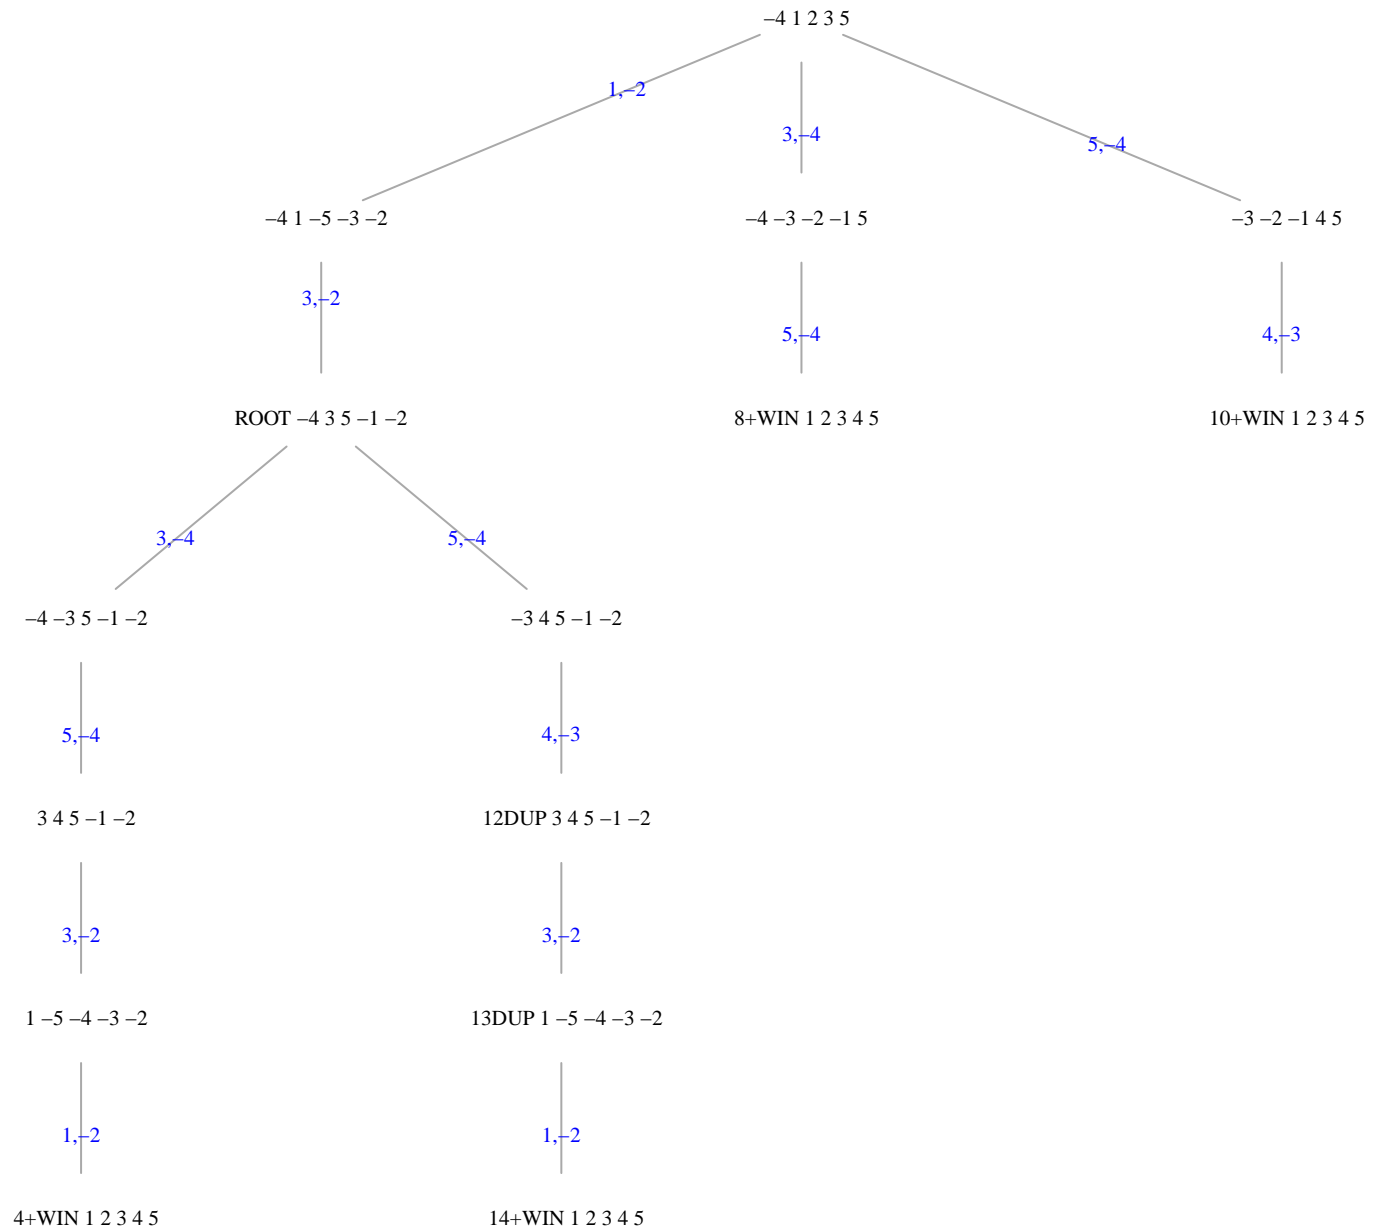 −4 1 2 3 5
1,−2
3,−4
5,−4
−4 1 −5 −3 −2
−4 −3 −2 −1 5
−3 −2 −1 4 5
3,−2
5,−4
4,−3
ROOT −4 3 5 −1 −2
8+WIN 1 2 3 4 5
10+WIN 1 2 3 4 5
3,−4
5,−4
−4 −3 5 −1 −2
−3 4 5 −1 −2
5,−4
4,−3
3 4 5 −1 −2
12DUP 3 4 5 −1 −2
3,−2
3,−2
1 −5 −4 −3 −2
13DUP 1 −5 −4 −3 −2
1,−2
1,−2
4+WIN 1 2 3 4 5
14+WIN 1 2 3 4 5